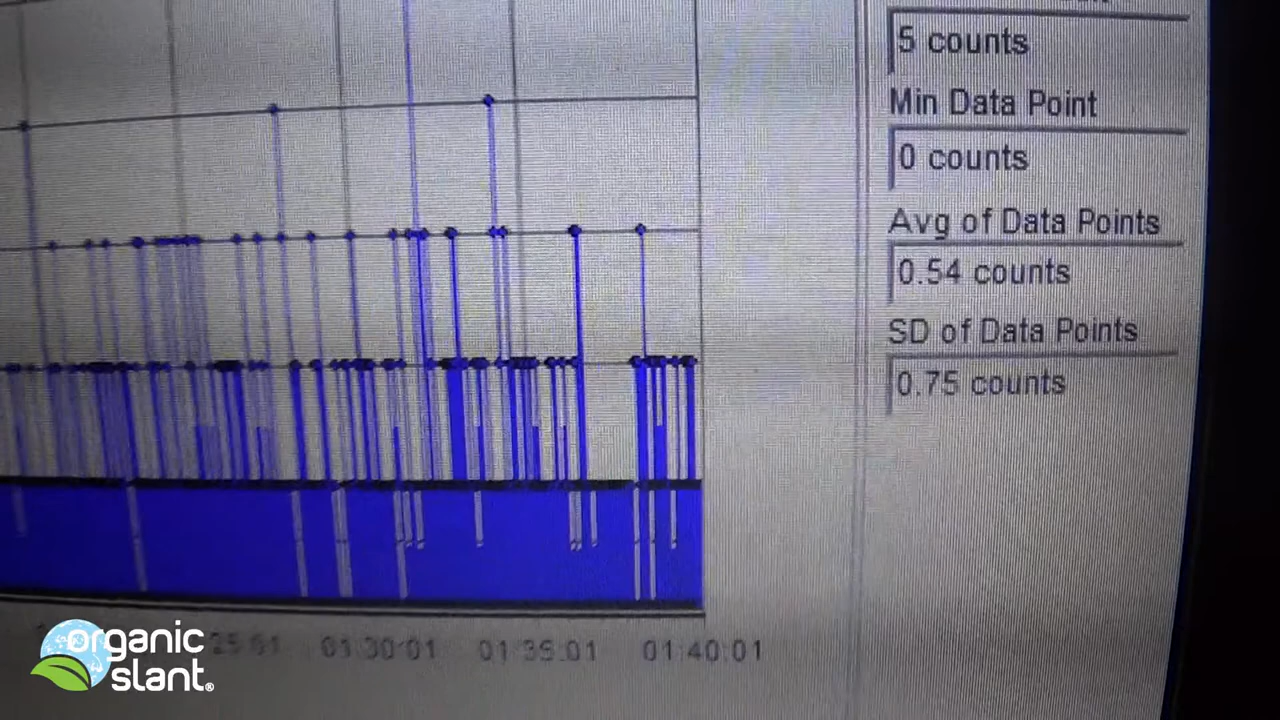 5 counts
Min Data Point
0 counts
Avg of Data Points
0.54 counts
SD of Data Points
0.75 counts
01:30:01
01:35:01
01:40:01
organic
slant®